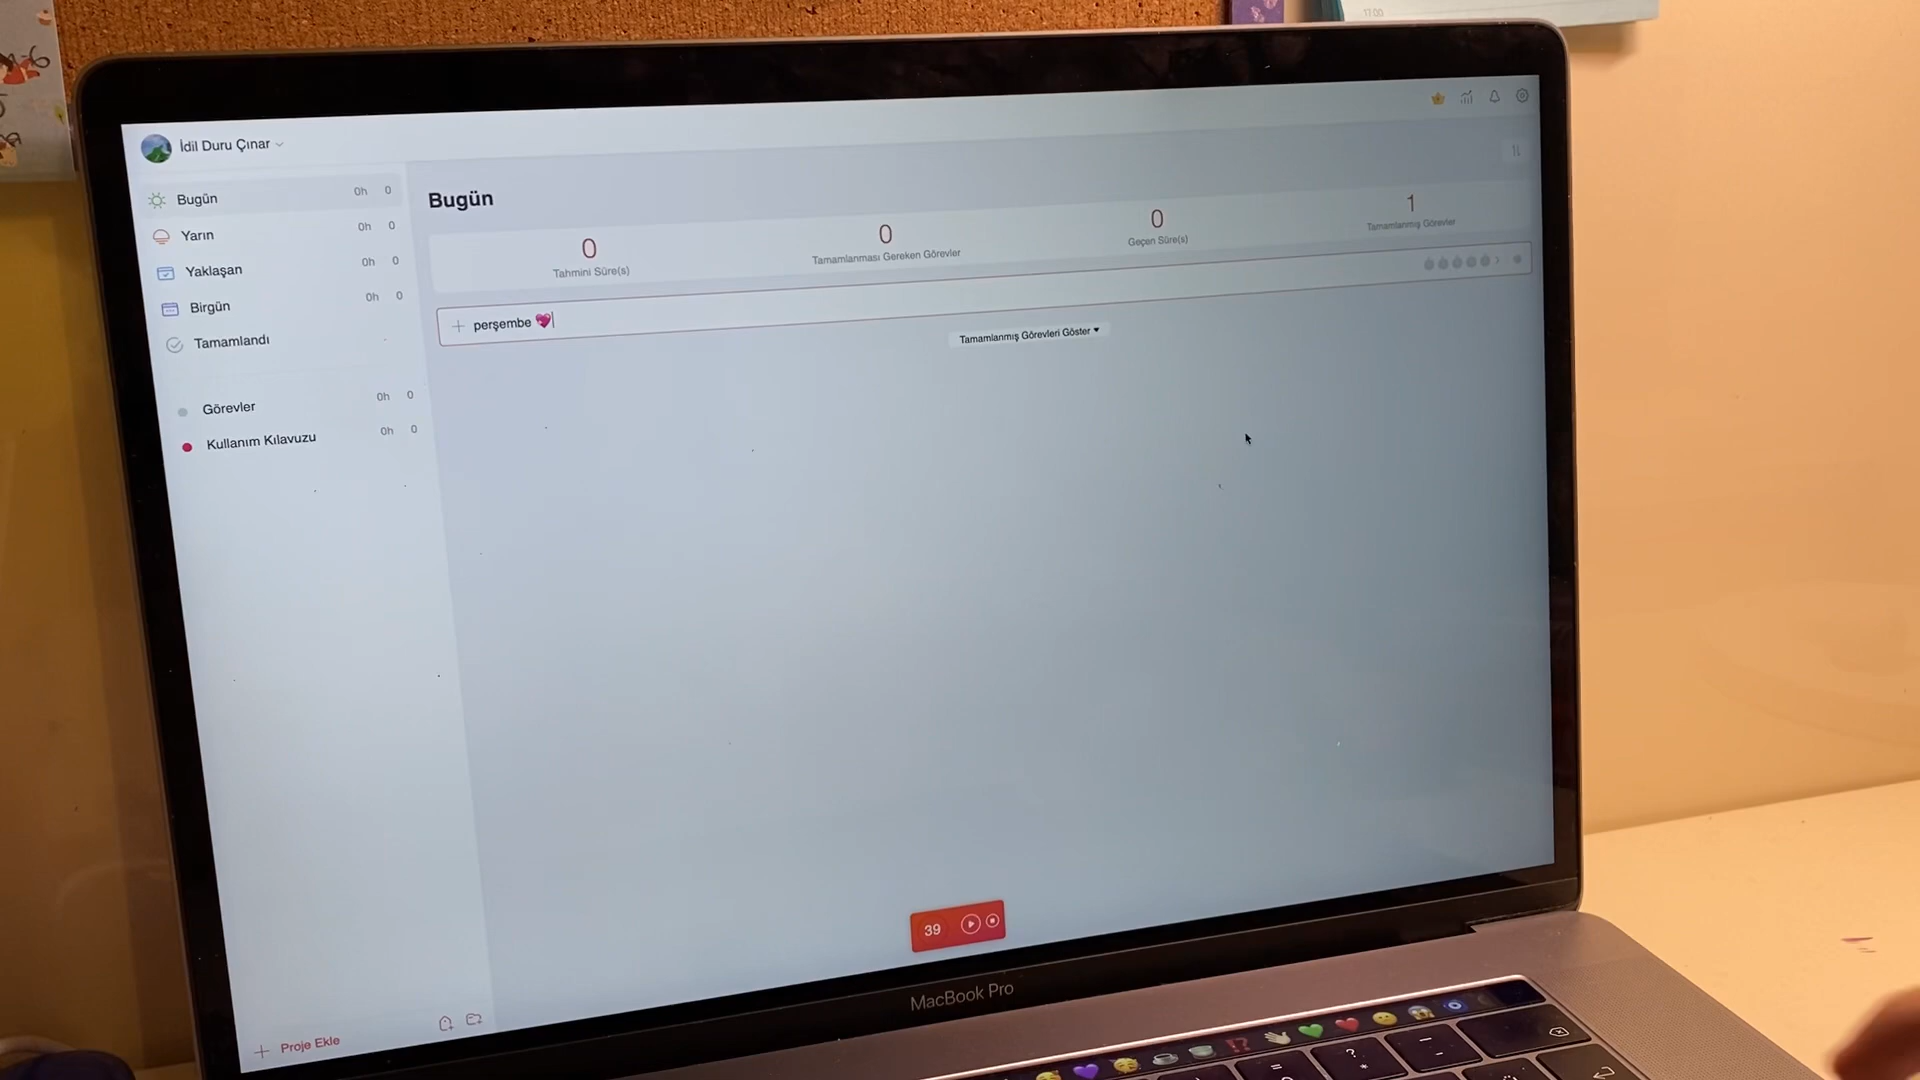 17:00
İdil Duru Çınar
Bugün 0h 0
Yarın 0h 0
Yaklaşan 0h 0
Birgün 0h 0
Tamamlandı
Görevler 0h 0
Kullanım Kılavuzu 0h 0
Proje Ekle
Bugün
0
Tahmini Süre(s)
0
Tamamlanması Gereken Görevler
0
Geçen Süre(s)
1
Tamamlanmış Görevler
perşembe 💖
Tamamlanmış Görevleri Göster
39
MacBook Pro